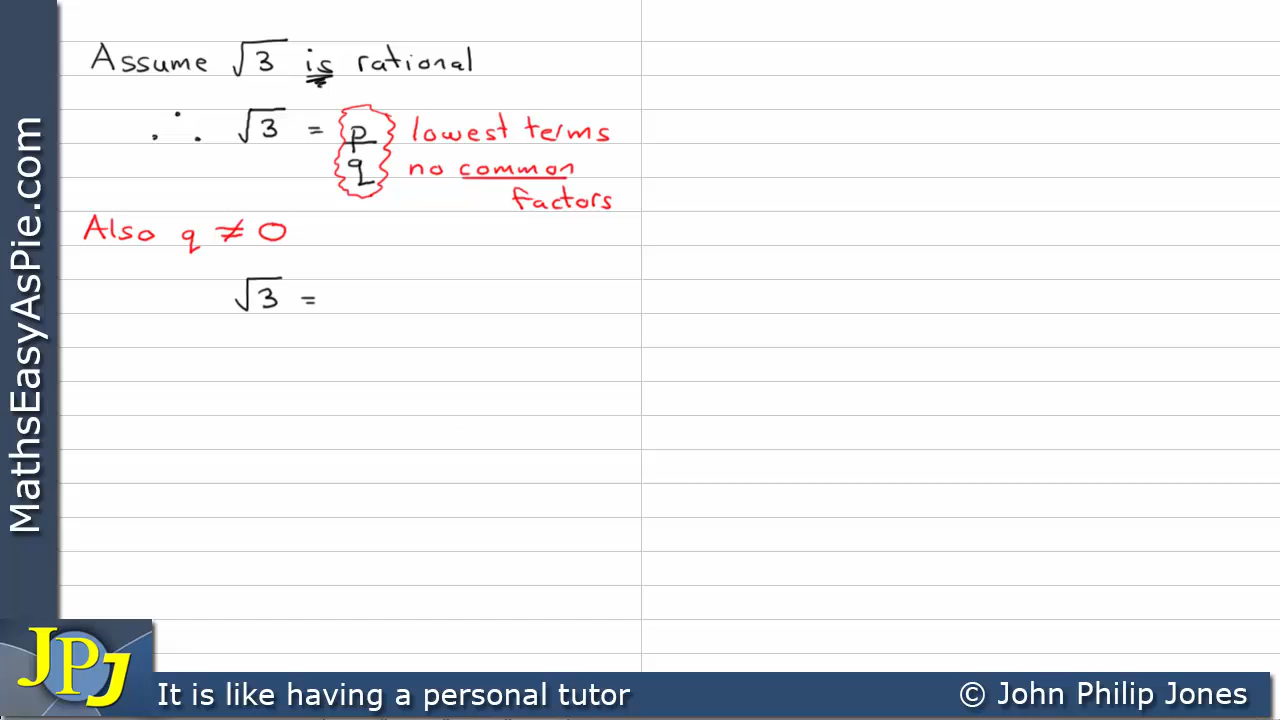 Assume √3 is rational
∴ √3 = p/q lowest terms
no common
factors
Also q ≠ 0
√3 =
MathsEasyAsPie.com
JPJ
It is like having a personal tutor
© John Philip Jones